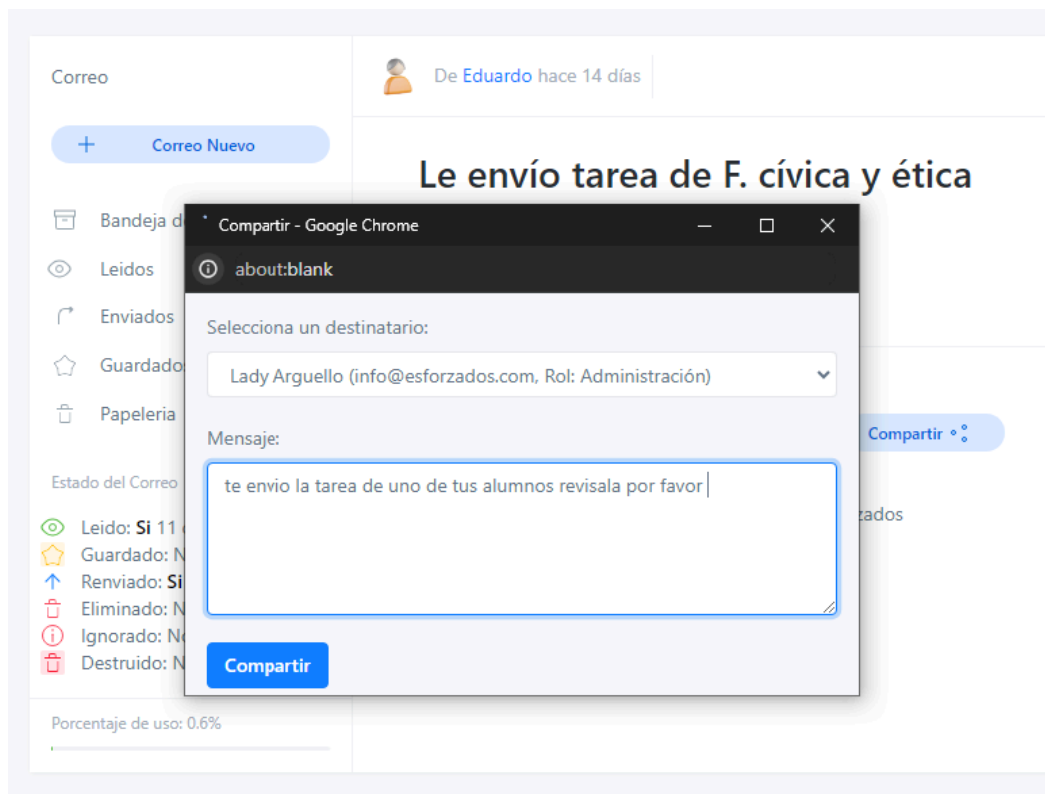 Correo
De Eduardo hace 14 días
Correo Nuevo
Le envío tarea de F. cívica y ética
Bandeja d
Leidos
Enviados
Guardados
Papeleria
Compartir - Google Chrome
about:blank
Selecciona un destinatario:
Lady Arguello (info@esforzados.com, Rol: Administración)
Mensaje:
te envio la tarea de uno de tus alumnos revisala por favor
Compartir
Compartir
zados
Estado del Correo
Leido: Si 11
Guardado: N
Renviado: Si
Eliminado: N
Ignorado: No
Destruido: N
Porcentaje de uso: 0.6%